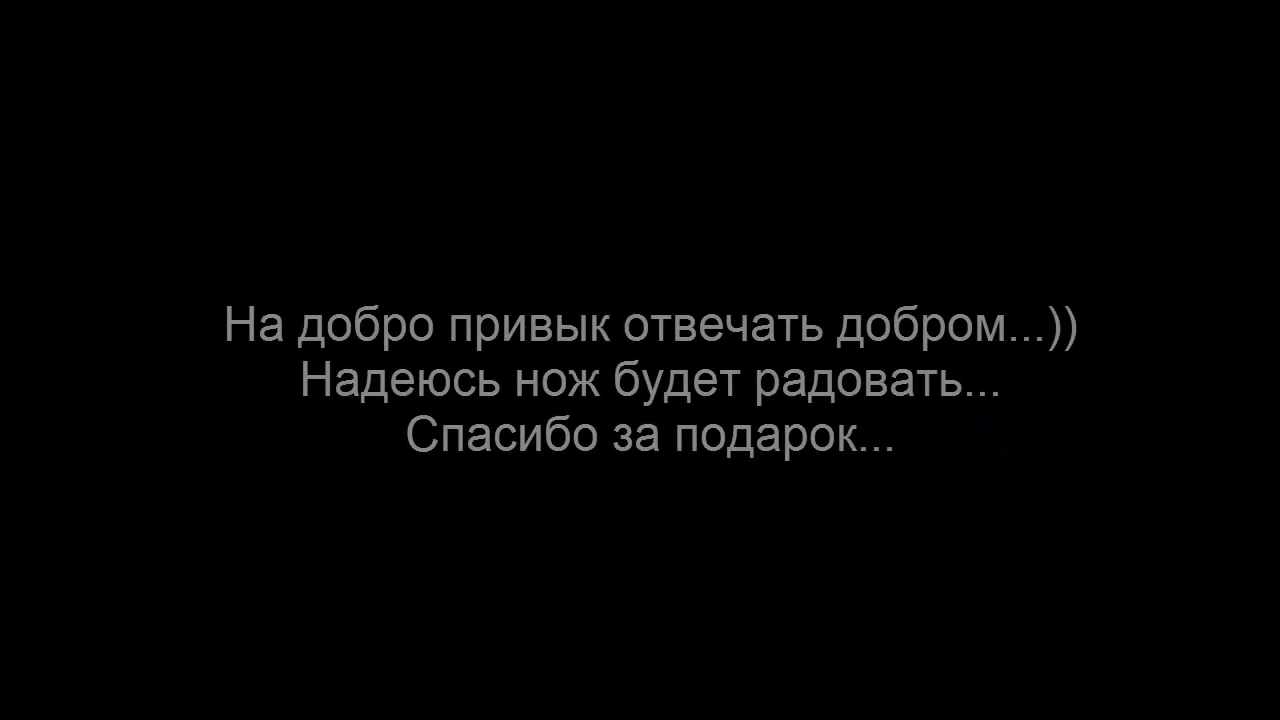 На добро привык отвечать добром...))
Надеюсь нож будет радовать...
Спасибо за подарок...